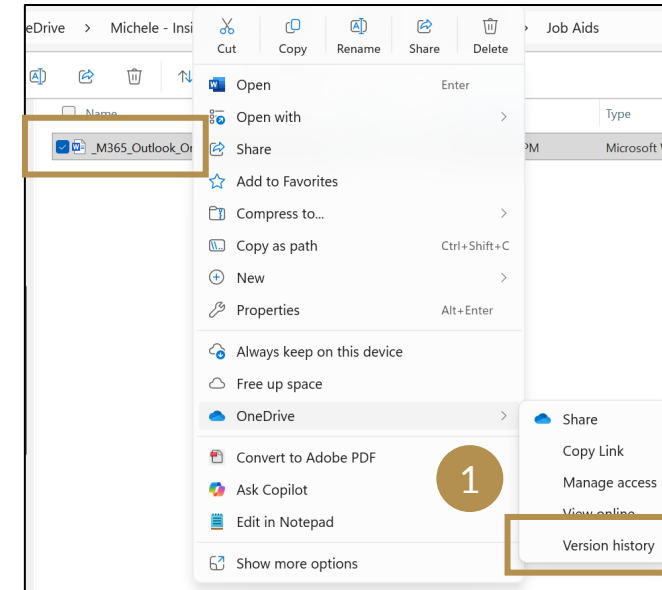 eDrive > Michele - Insi
Job Aids
Cut Copy Rename Share Delete
Name
Type
_M365_Outlook_Or
PM
Microsoft W
Open Enter
Open with
Share
Add to Favorites
Compress to...
Copy as path Ctrl+Shift+C
New
Properties Alt+Enter
Always keep on this device
Free up space
OneDrive
Convert to Adobe PDF
Ask Copilot
Edit in Notepad
Show more options
1
Share
Copy Link
Manage access
View online
Version history